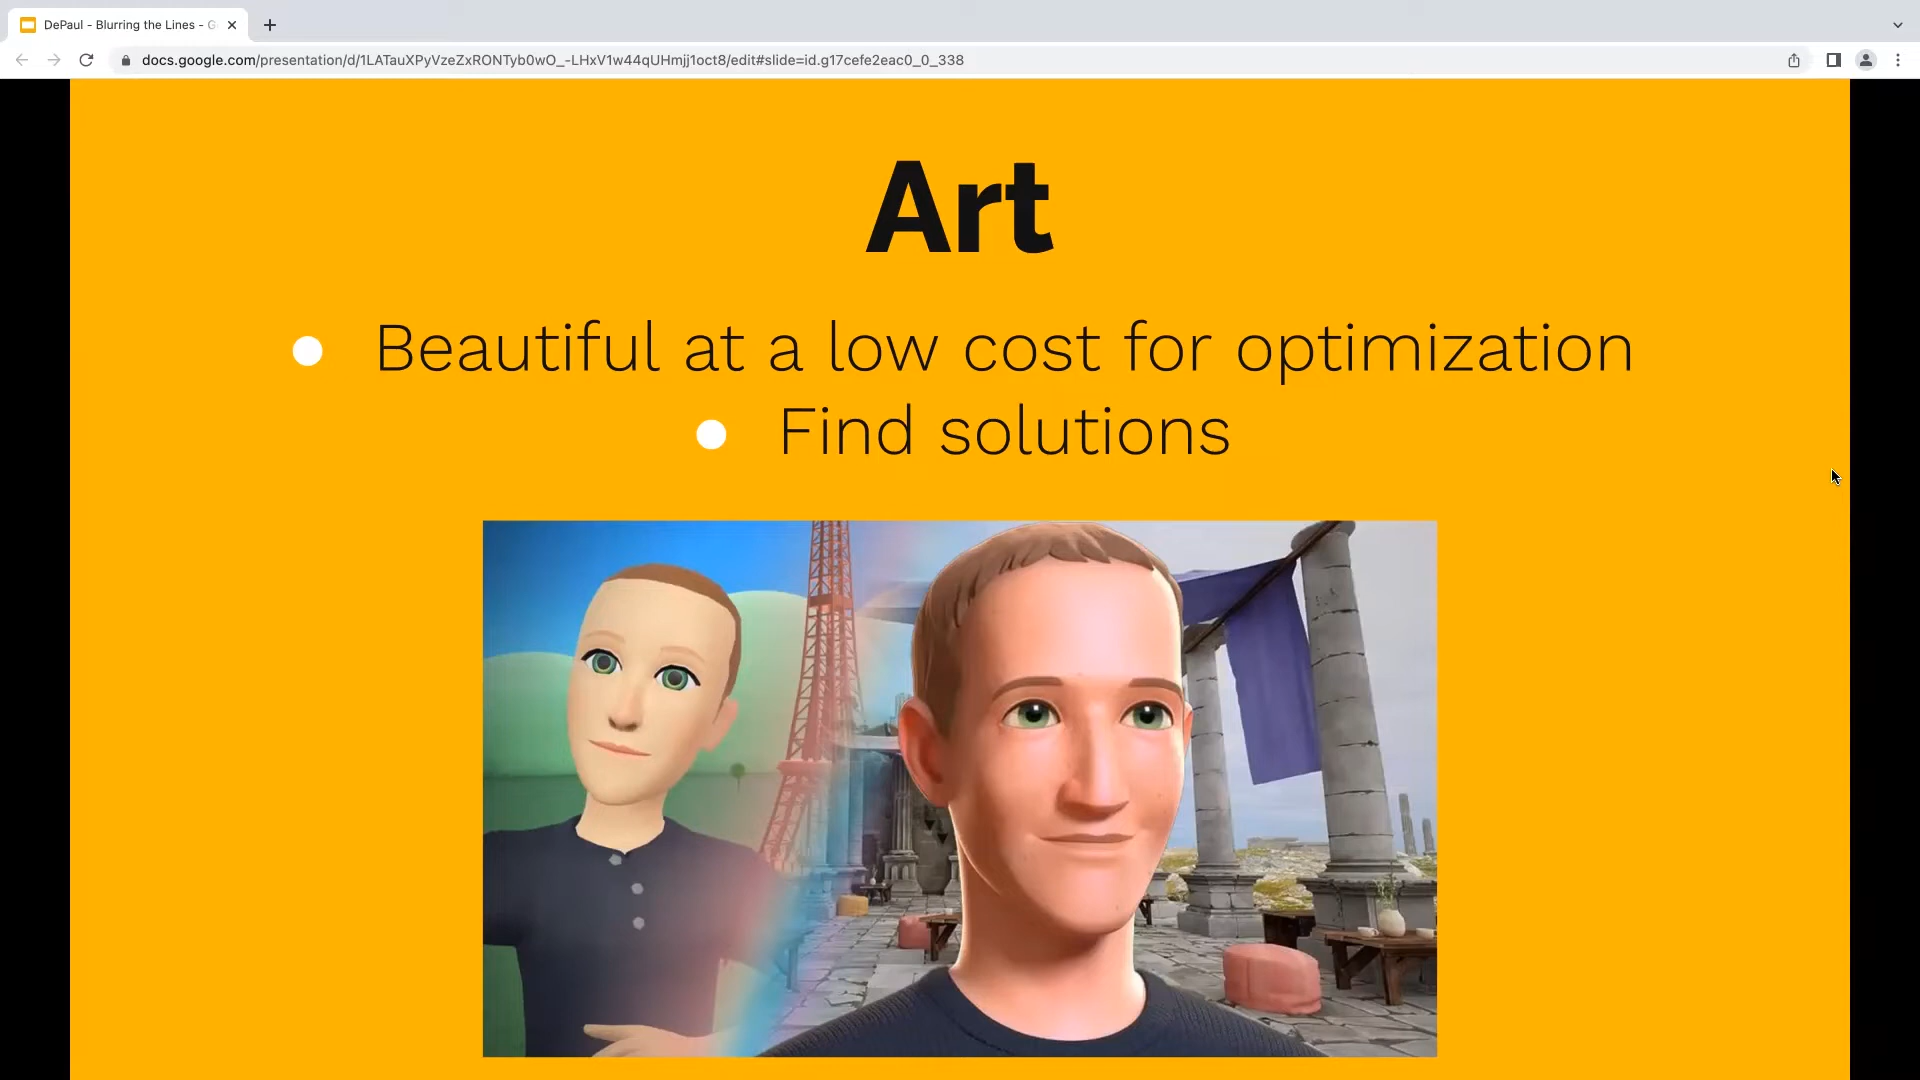 DePaul - Blurring the Lines - G
docs.google.com/presentation/d/1LATauXPyVzeZxRONTyb0wO_-LHxV1w44qUHmjj1oct8/edit#slide=id.g17cefe2eac0_0_338
Art
Beautiful at a low cost for optimization
Find solutions